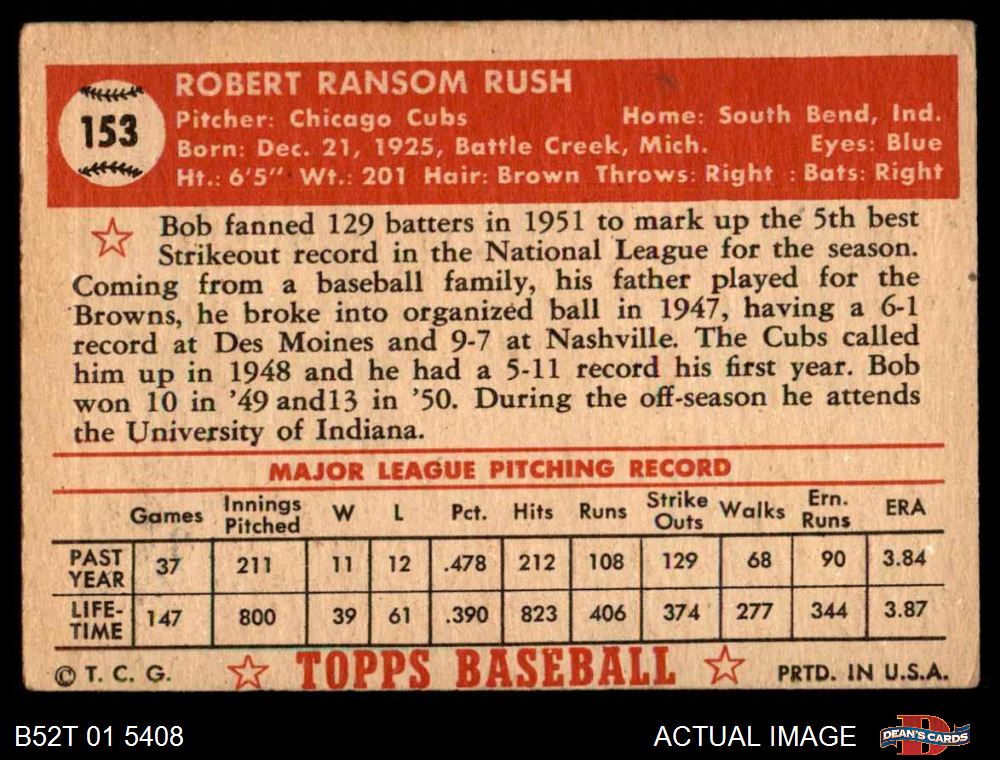 153
ROBERT RANSOM RUSH
Pitcher: Chicago Cubs Home: South Bend, Ind.
Born: Dec. 21, 1925, Battle Creek, Mich. Eyes: Blue
Ht.: 6'5" Wt.: 201 Hair: Brown Throws: Right : Bats: Right
Bob fanned 129 batters in 1951 to mark up the 5th best
Strikeout record in the National League for the season.
Coming from a baseball family, his father played for the
Browns, he broke into organized ball in 1947, having a 6-1
record at Des Moines and 9-7 at Nashville. The Cubs called
him up in 1948 and he had a 5-11 record his first year. Bob
won 10 in '49 and13 in '50. During the off-season he attends
the University of Indiana.
MAJOR LEAGUE PITCHING RECORD
Games Innings Pitched W L Pct. Hits Runs Strike Outs Walks Ern. Runs ERA
PAST YEAR 37 211 11 12 .478 212 108 129 68 90 3.84
LIFE-TIME 147 800 39 61 .390 823 406 374 277 344 3.87
© T. C. G. TOPPS BASEBALL PRTD. IN U.S.A.
B52T 01 5408 ACTUAL IMAGE DEAN'S CARDS